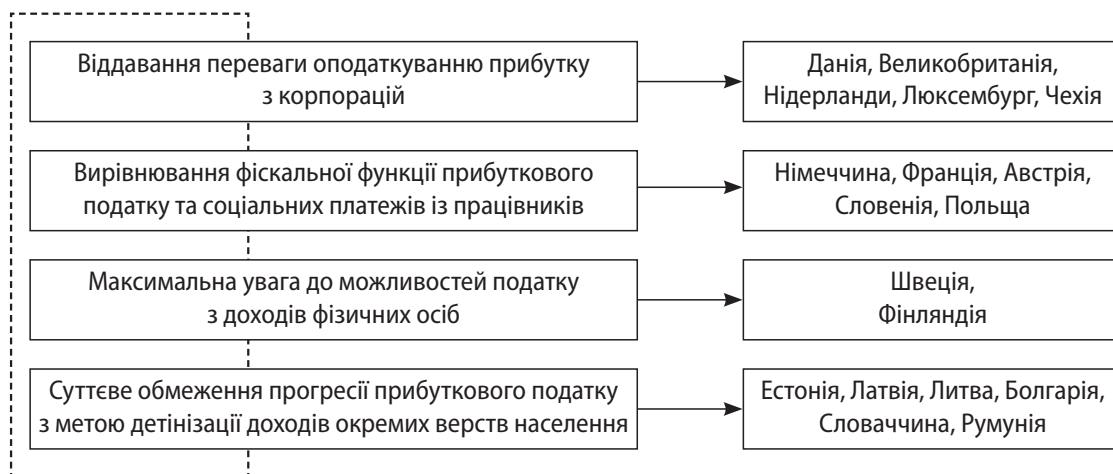 Віддавання переваги оподаткуванню прибутку
з корпорацій
Данія, Великобританія,
Нідерланди, Люксембург, Чехія
Вирівнювання фіскальної функції прибуткового
податку та соціальних платежів із працівників
Німеччина, Франція, Австрія,
Словенія, Польща
Максимальна увага до можливостей податку
з доходів фізичних осіб
Швеція,
Фінляндія
Суттєве обмеження прогресії прибуткового податку
з метою детінізації доходів окремих верств населення
Естонія, Латвія, Литва, Болгарія,
Словаччина, Румунія